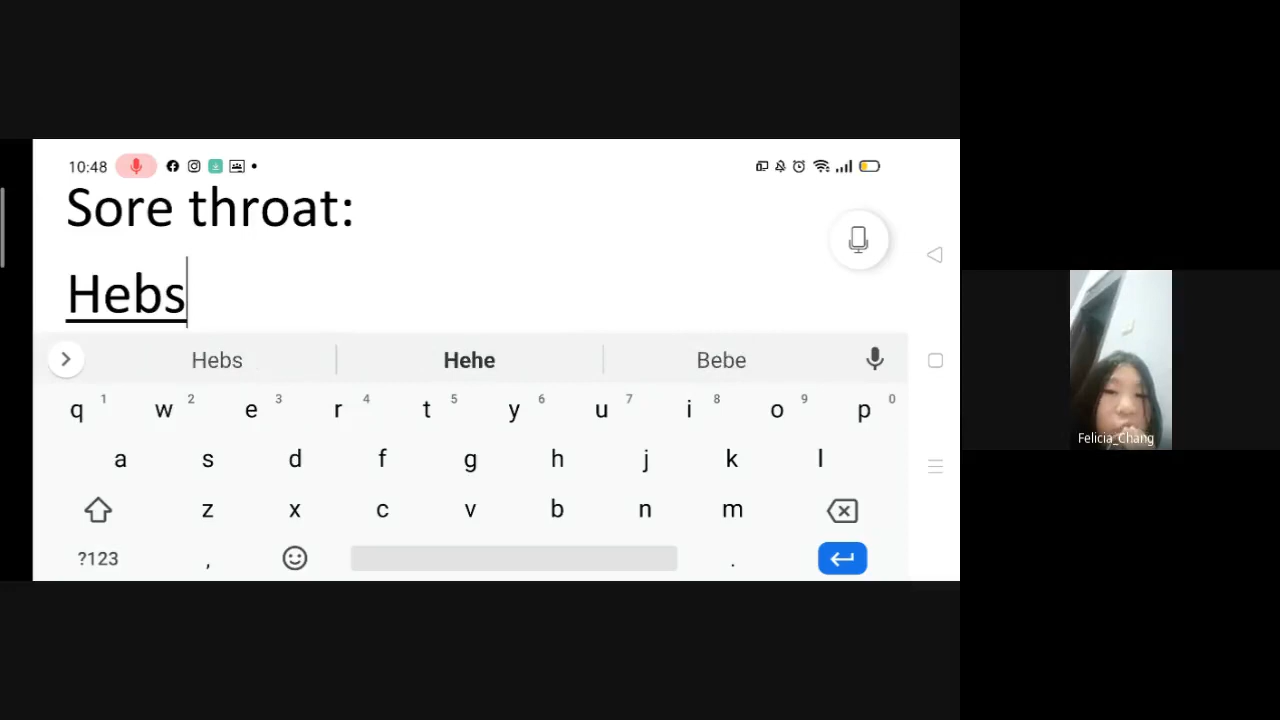 10:48
Sore throat:
Hebs
Hebs Hehe Bebe
q 1 w 2 e 3 r 4 t 5 y 6 u 7 i 8 o 9 p 0
a s d f g h j k l
z x c v b n m
?123 , .
Felicia_Chang